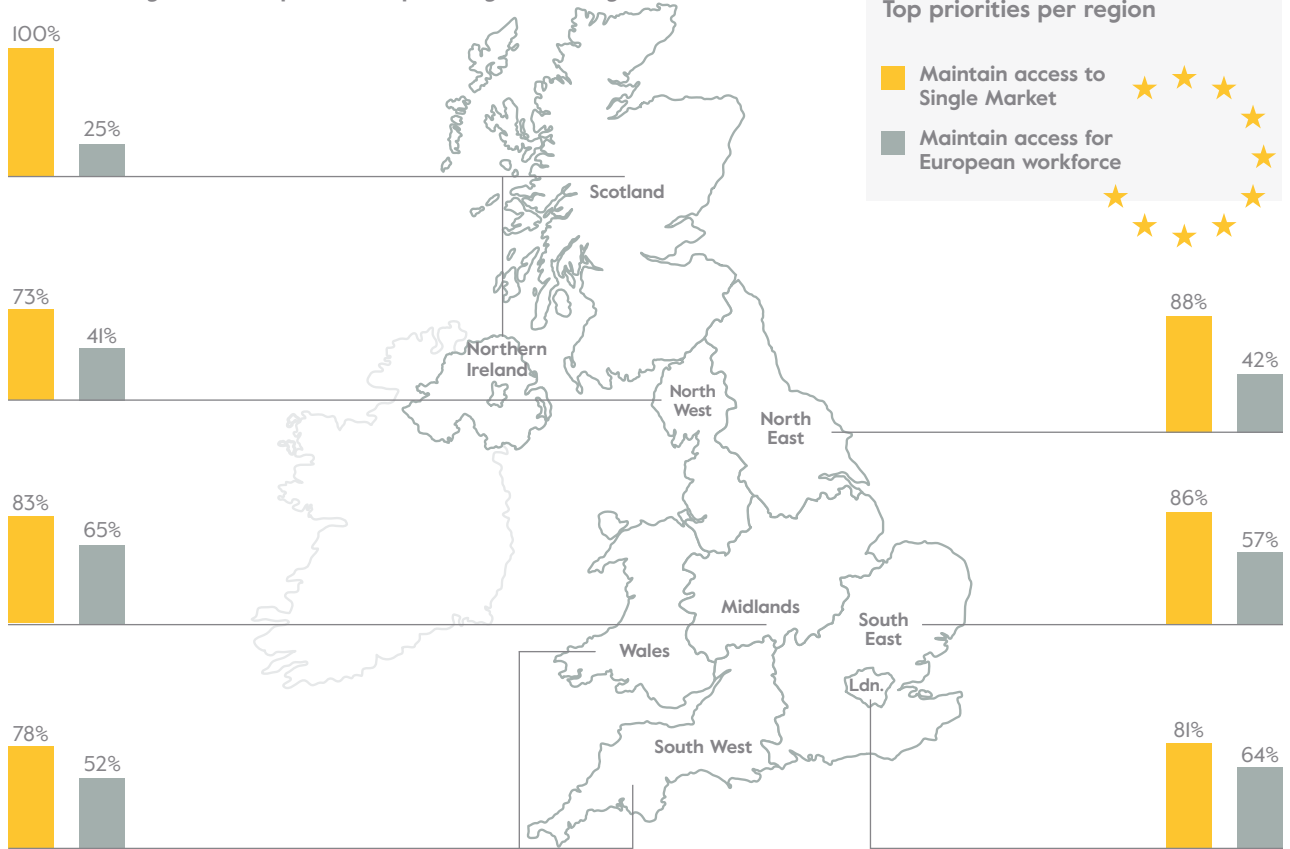 Top priorities per region
100%
Maintain access to
Single Market
25%
Maintain access for
European workforce
Scotland
73%
88%
41%
Northern
Ireland
42%
North
West
North
East
83%
86%
65%
57%
Midlands
South
East
Wales
Ldn.
78%
81%
South West
52%
64%